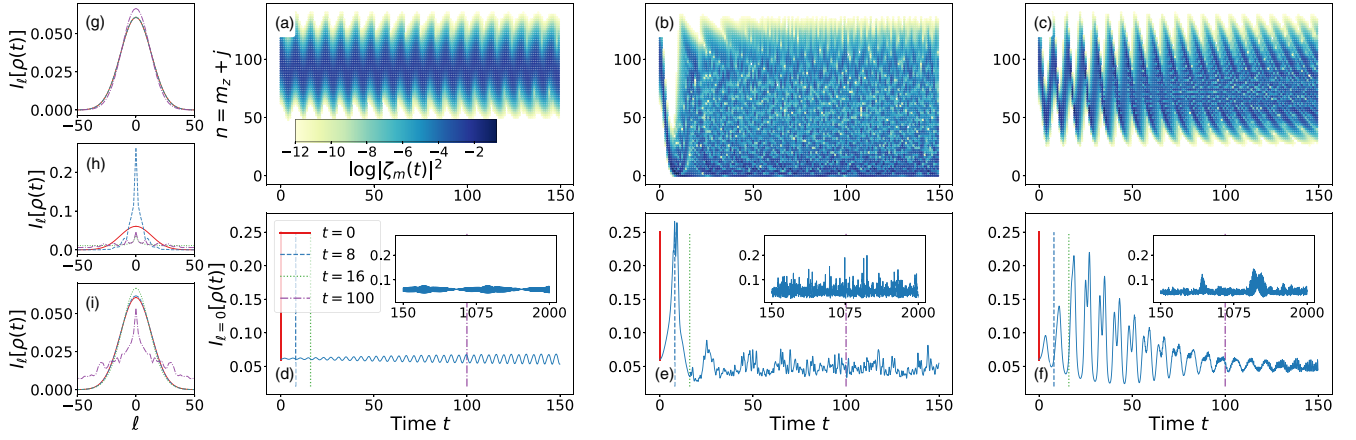 (g)
I_ℓ[ρ(t)]
0.050
0.025
0.000
−50
0
50
(h)
I_ℓ[ρ(t)]
0.2
0.1
0.0
−50
0
50
(i)
I_ℓ[ρ(t)]
0.050
0.025
0.000
−50
0
50
ℓ
(a)
n = m_z + j
100
50
0
−12 −10 −8 −6 −4 −2
log|ζ_m(t)|²
0 50 100 150
(b)
100
50
0
0 50 100 150
(c)
100
50
0
0 50 100 150
(d)
t = 0
t = 8
t = 16
t = 100
0.25
0.20
0.15
0.10
0.05
0.2
0.1
150 1075 2000
0 50 100 150
Time t
(e)
I_ℓ=0[ρ(t)]
0.25
0.20
0.15
0.10
0.05
0.2
0.1
150 1075 2000
0 50 100 150
Time t
(f)
0.25
0.20
0.15
0.10
0.05
0.2
0.1
150 1075 2000
0 50 100 150
Time t